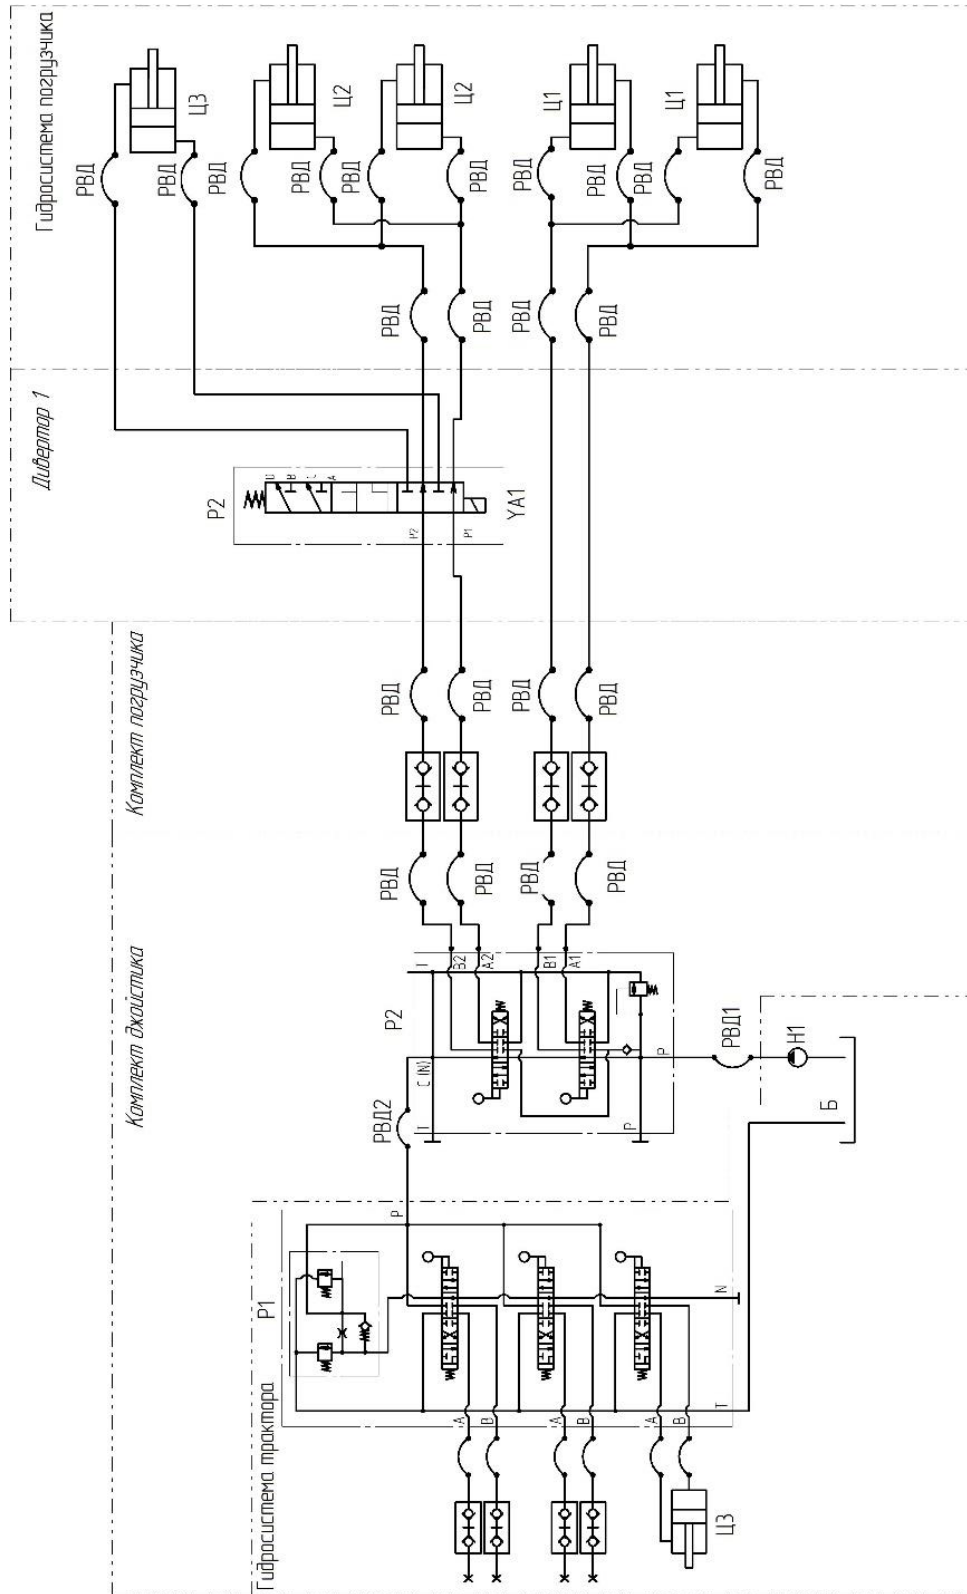 Гидросистема погрузчика
Ц3
Ц2
Ц2
Ц1
Ц1
РВД
РВД
РВД
РВД
РВД
РВД
РВД
РВД
РВД
РВД
РВД
РВД
РВД
Дивертор 1
Р2
B
C
A
P2
P1
YA1
Комплект погрузчика
РВД
РВД
РВД
РВД
РВД
РВД
РВД
РВД
Комплект джойстика
Р2
B2
A2
B1
A1
C (N)
P
P
РВД1
РВД2
Н1
Б
Гидросистема трактора
Р1
P
N
T
A
B
A
B
A
B
Ц3